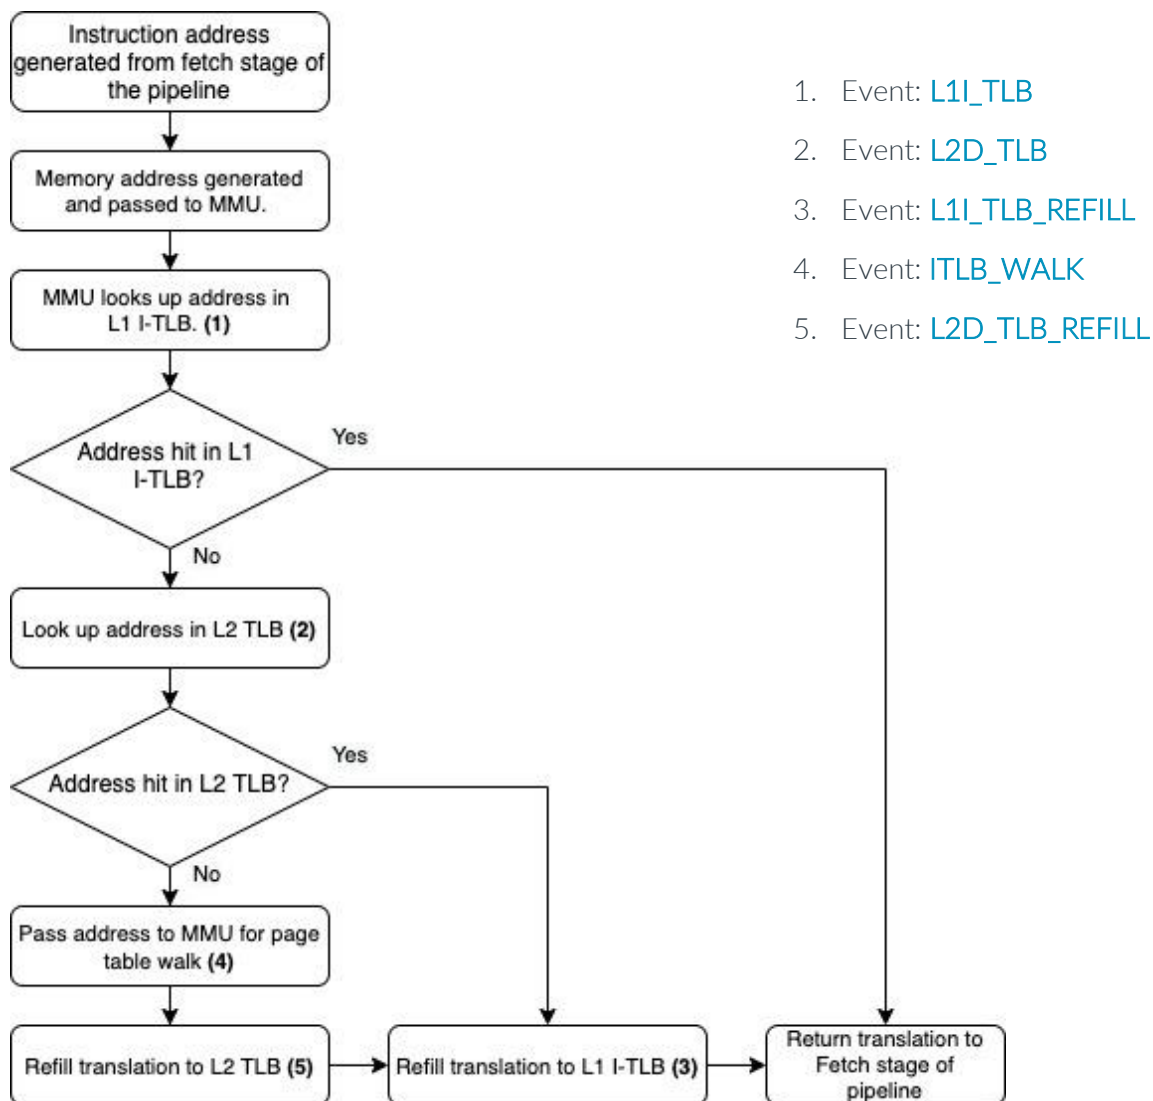 Instruction address
generated from fetch stage of
the pipeline
Memory address generated
and passed to MMU.
MMU looks up address in
L1 I-TLB. (1)
Address hit in L1
I-TLB?
Yes
No
Look up address in L2 TLB (2)
Address hit in L2 TLB?
Yes
No
Pass address to MMU for page
table walk (4)
Refill translation to L2 TLB (5)
Refill translation to L1 I-TLB (3)
Return translation to
Fetch stage of
pipeline
1. Event: L1I_TLB
2. Event: L2D_TLB
3. Event: L1I_TLB_REFILL
4. Event: ITLB_WALK
5. Event: L2D_TLB_REFILL